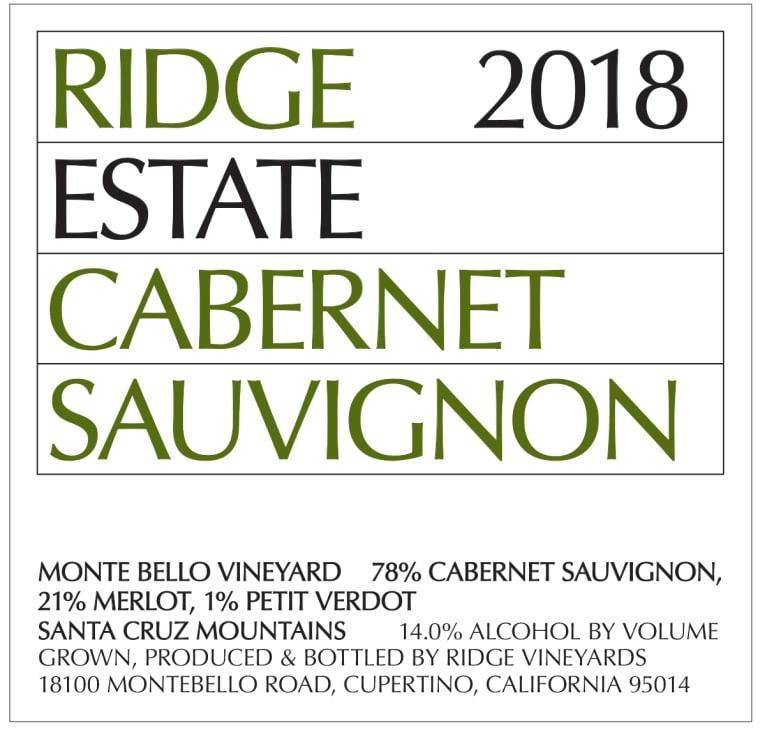 RIDGE 2018
ESTATE
CABERNET
SAUVIGNON
MONTE BELLO VINEYARD 78% CABERNET SAUVIGNON,
21% MERLOT, 1% PETIT VERDOT
SANTA CRUZ MOUNTAINS 14.0% ALCOHOL BY VOLUME
GROWN, PRODUCED & BOTTLED BY RIDGE VINEYARDS
18100 MONTEBELLO ROAD, CUPERTINO, CALIFORNIA 95014